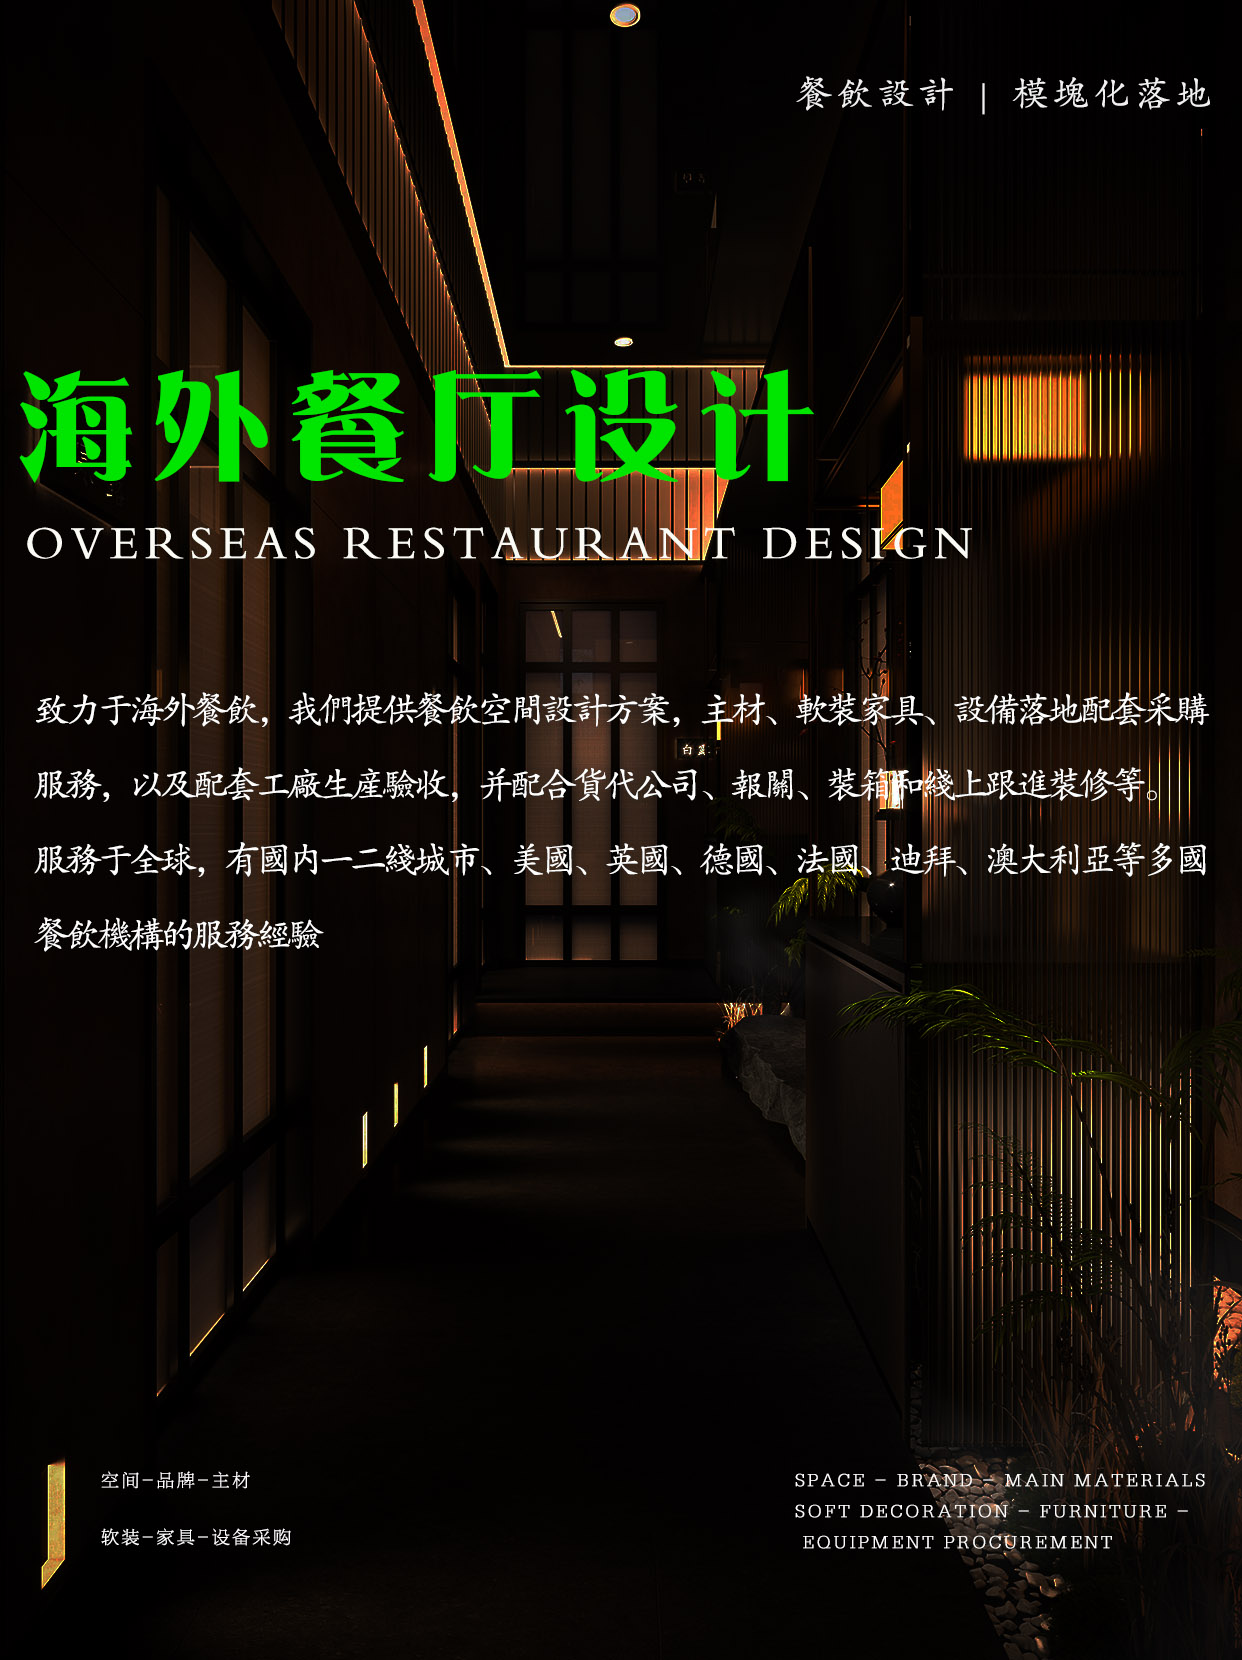 餐飲設計 | 模塊化落地
海外餐厅设计
OVERSEAS RESTAURANT DESIGN
致力于海外餐飲，我們提供餐飲空間設計方案，主材、軟裝家具、設備落地配套采購
服務，以及配套工廠生産驗收，并配合貨代公司、報關、裝箱和綫上跟進裝修等。
服務于全球，有國内一二綫城市、美國、英國、德國、法國、迪拜、澳大利亞等多國
餐飲機構的服務經驗
空间-品牌-主材
软装-家具-设备采购
SPACE - BRAND - MAIN MATERIALS
SOFT DECORATION - FURNITURE -
EQUIPMENT PROCUREMENT